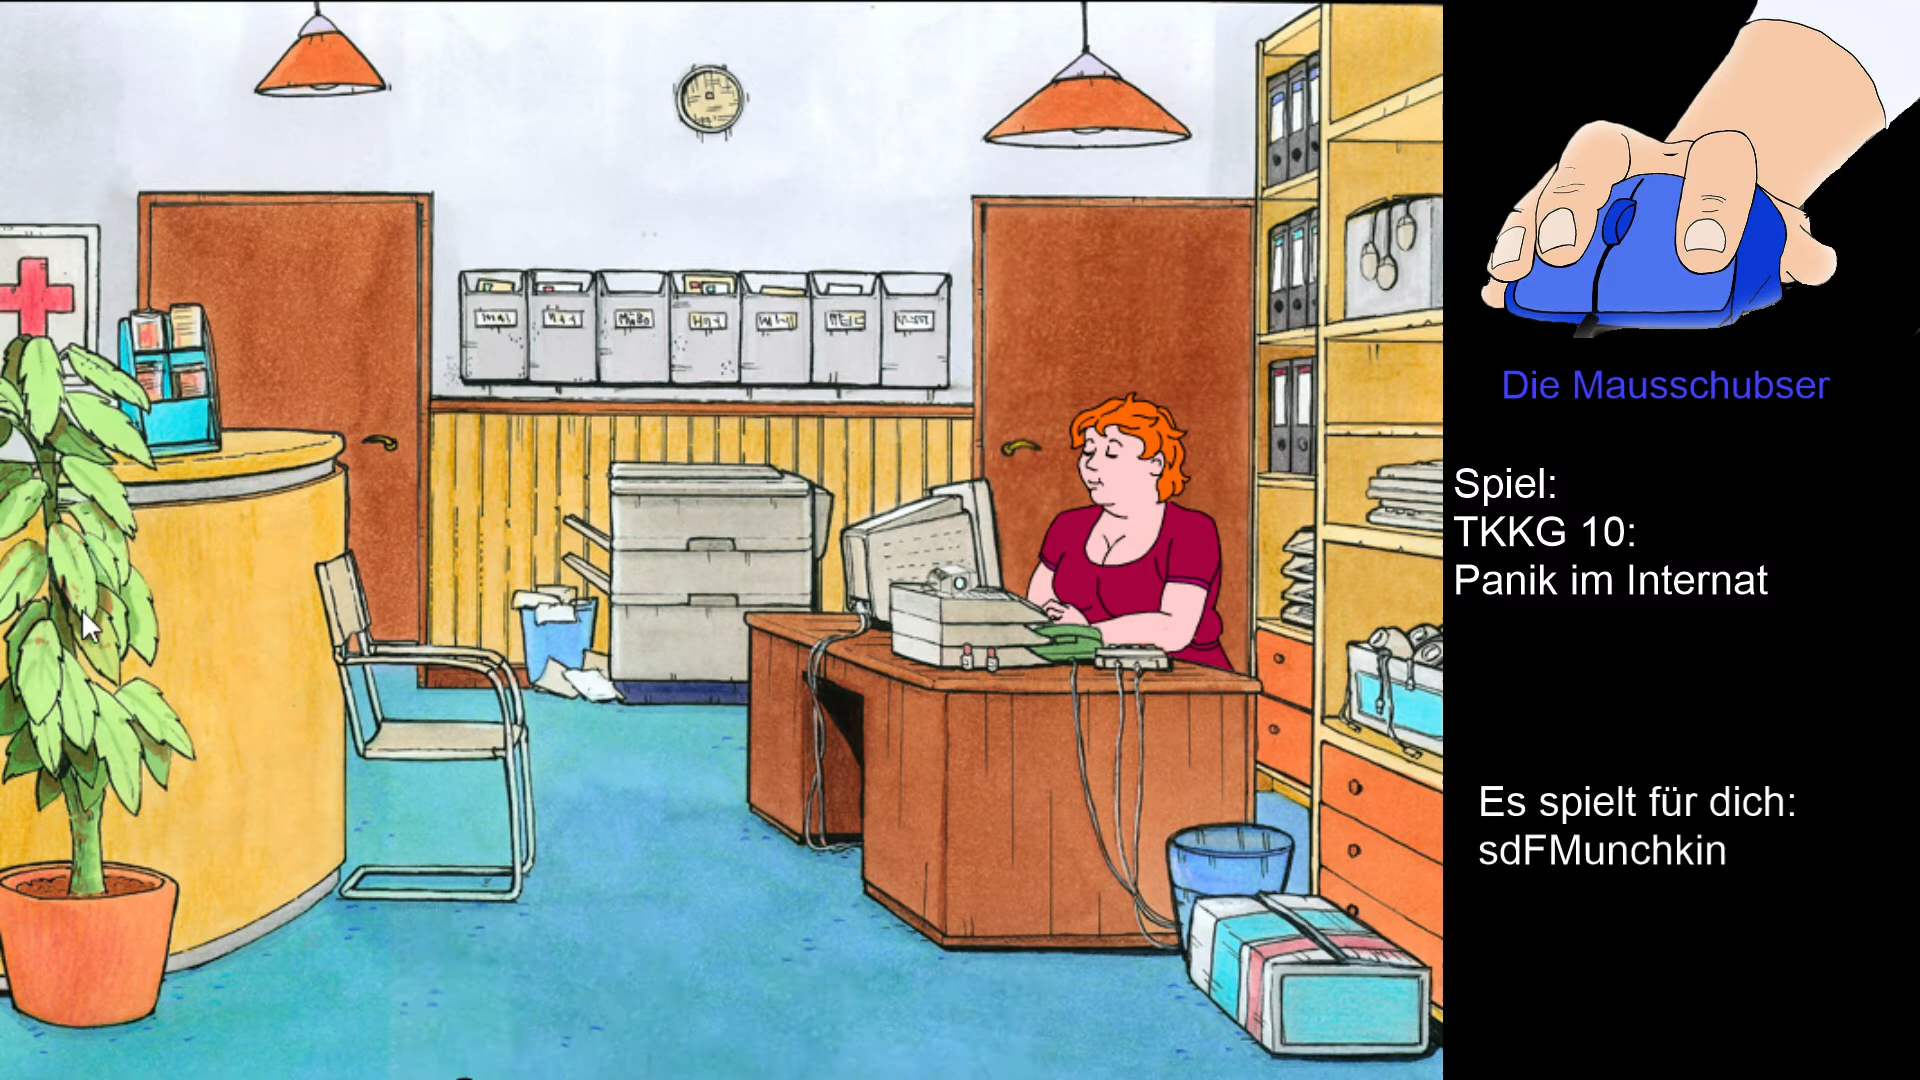 Die Mausschubser
Spiel:
TKKG 10:
Panik im Internat
Es spielt für dich:
sdFMunchkin